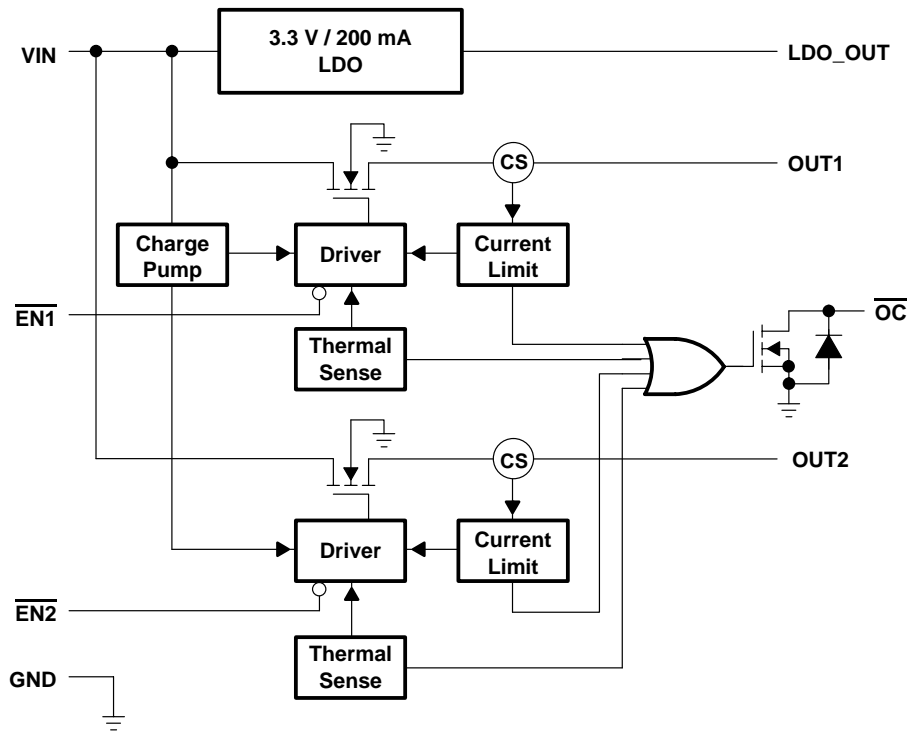 VIN
3.3 V / 200 mA
LDO
LDO_OUT
CS
OUT1
Charge
Pump
Driver
Current
Limit
EN1
OC
Thermal
Sense
CS
OUT2
Driver
Current
Limit
EN2
Thermal
Sense
GND